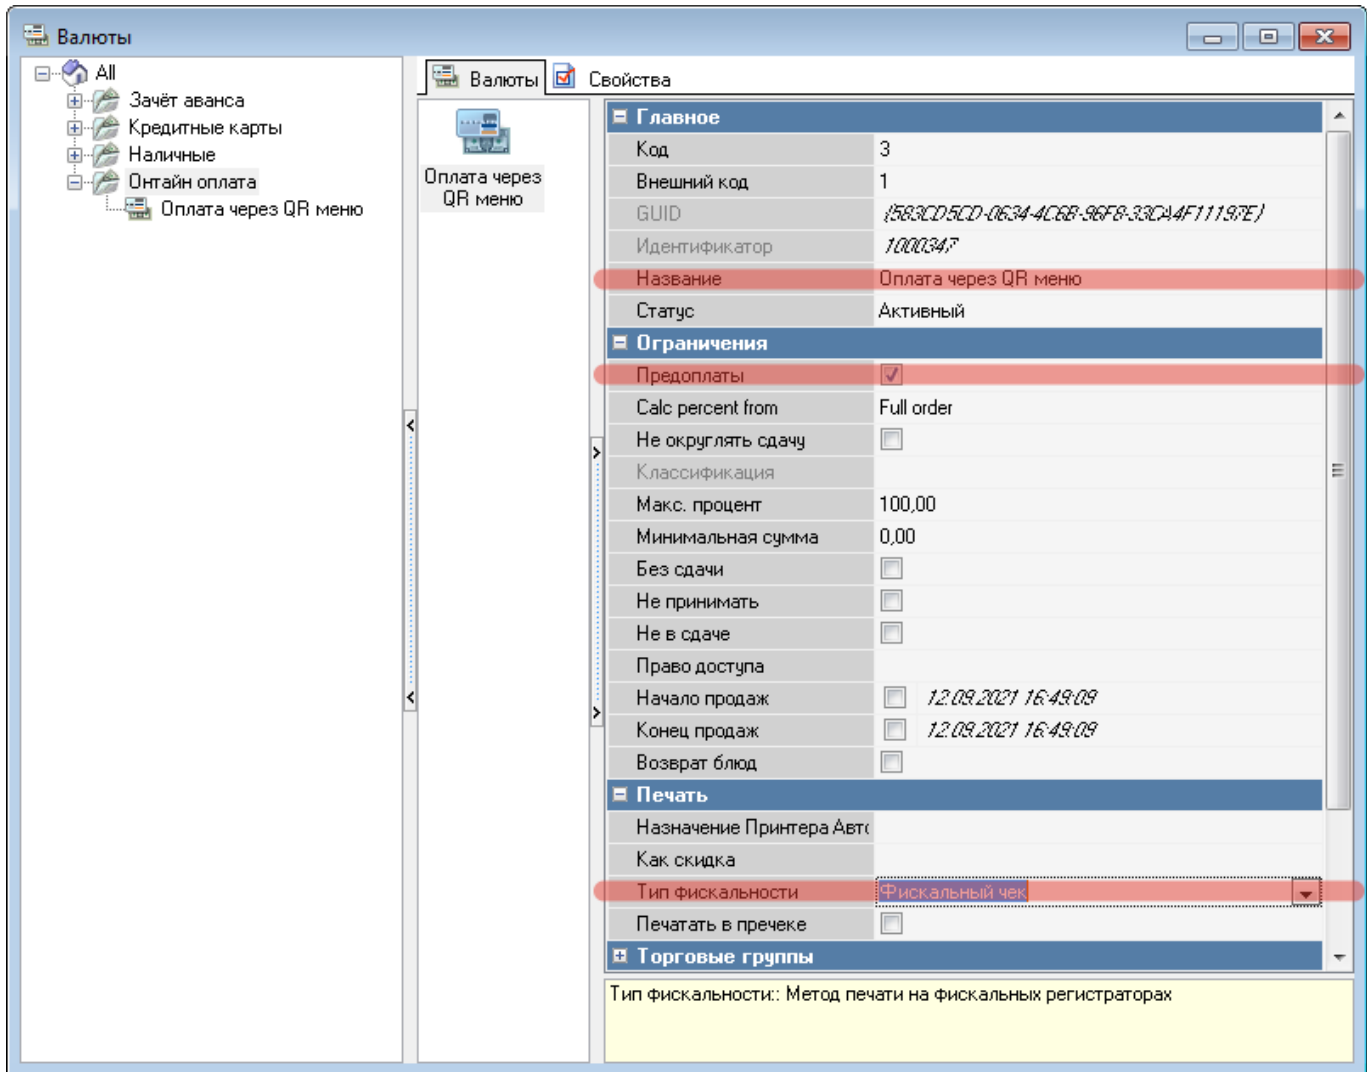 Валюты
All
Зачёт аванса
Кредитные карты
Наличные
Онтайн оплата
Оплата через QR меню
Валюты
Свойства
Оплата через
QR меню
Главное
Код 3
Внешний код 1
GUID {583CD5CD-0634-4C6B-96F8-33CA4F11197E}
Идентификатор 1000347
Название Оплата через QR меню
Статус Активный
Ограничения
Предоплаты
Calc percent from Full order
Не округлять сдачу
Классификация
Макс. процент 100,00
Минимальная сумма 0,00
Без сдачи
Не принимать
Не в сдаче
Право доступа
Начало продаж 12.09.2021 16:49:09
Конец продаж 12.09.2021 16:49:09
Возврат блюд
Печать
Назначение Принтера Авто
Как скидка
Тип фискальности Фискальный чек
Печатать в пречеке
Торговые группы
Тип фискальности:: Метод печати на фискальных регистраторах